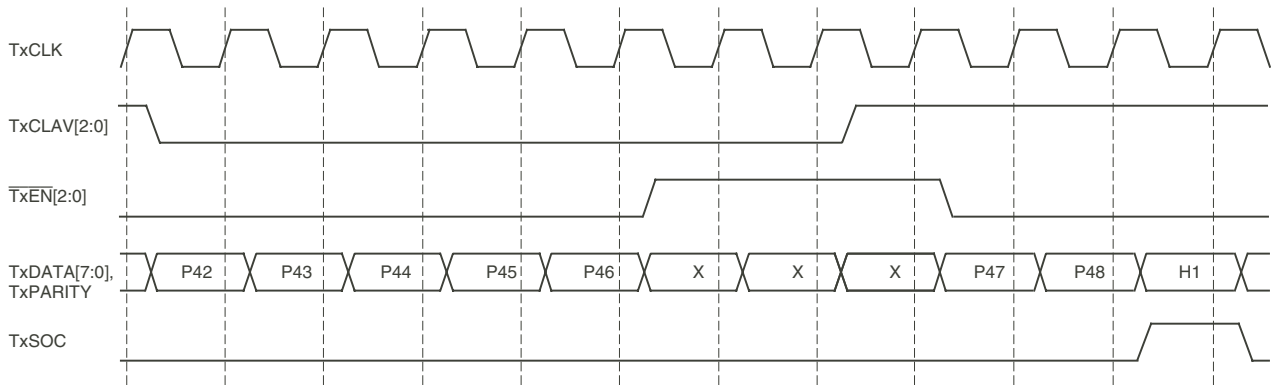 TxCLK
TxCLAV[2:0]
TxEN[2:0]
TxDATA[7:0],
TxPARITY
P42 P43 P44 P45 P46 X X X P47 P48 H1
TxSOC